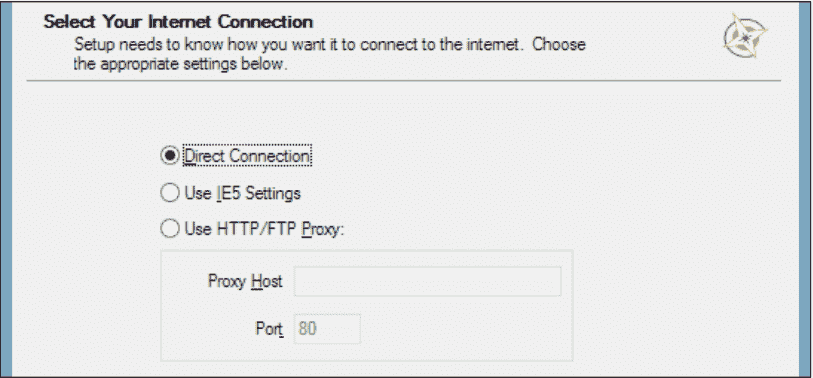 Select Your Internet Connection
Setup needs to know how you want it to connect to the internet. Choose
the appropriate settings below.
Direct Connection
Use IE5 Settings
Use HTTP/FTP Proxy:
Proxy Host
Port 80